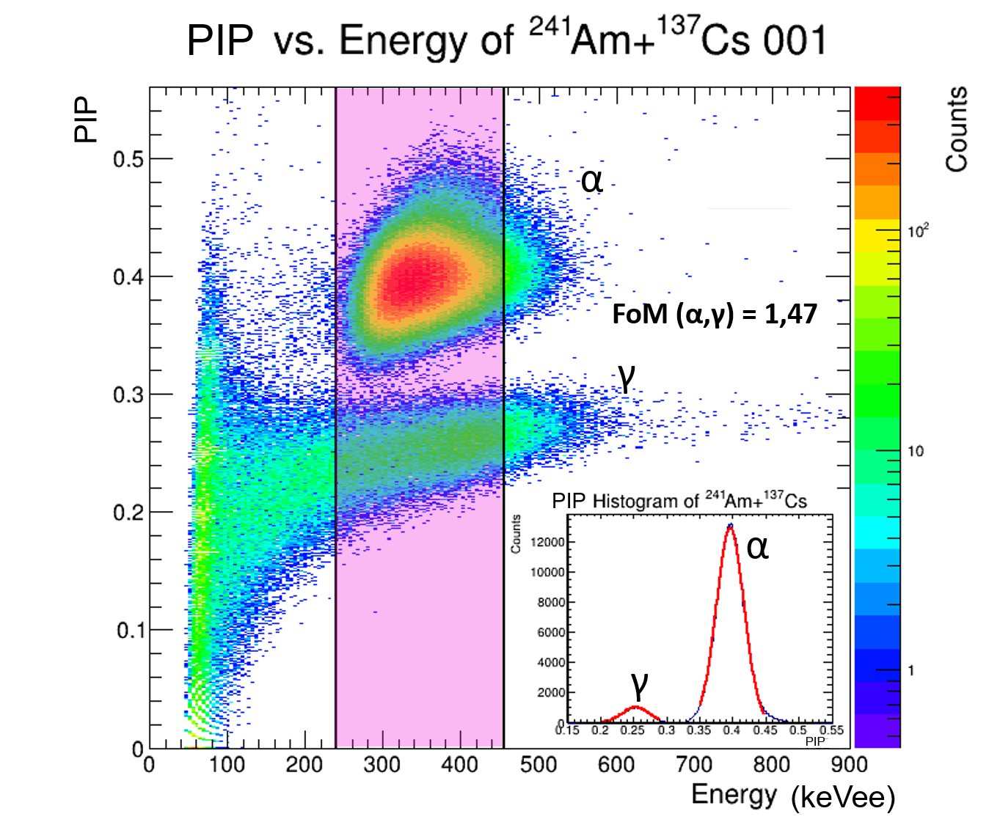 PIP vs. Energy of ²⁴¹Am+¹³⁷Cs 001
PIP
Counts
0.5
0.4
0.3
0.2
0.1
0
0 100 200 300 400 500 600 700 800 900
Energy (keVee)
α
FoM (α,γ) = 1,47
γ
10²
10
1
PIP Histogram of ²⁴¹Am+¹³⁷Cs
Counts
12000
10000
8000
6000
4000
2000
0
0.15 0.2 0.25 0.3 0.35 0.4 0.45 0.5 0.55
PIP
α
γ